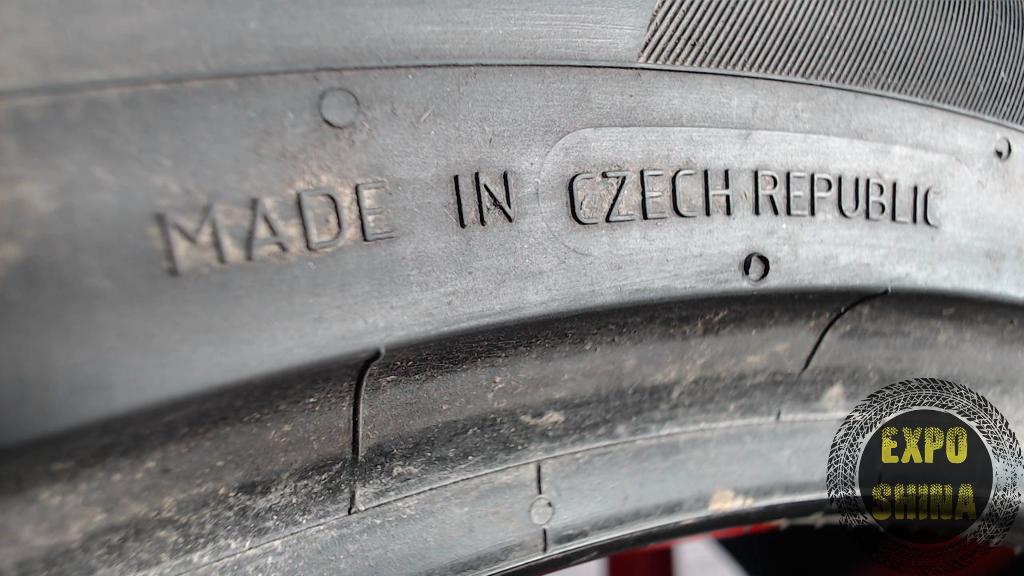 MADE IN CZECH REPUBLIC
EXPO
SHINA